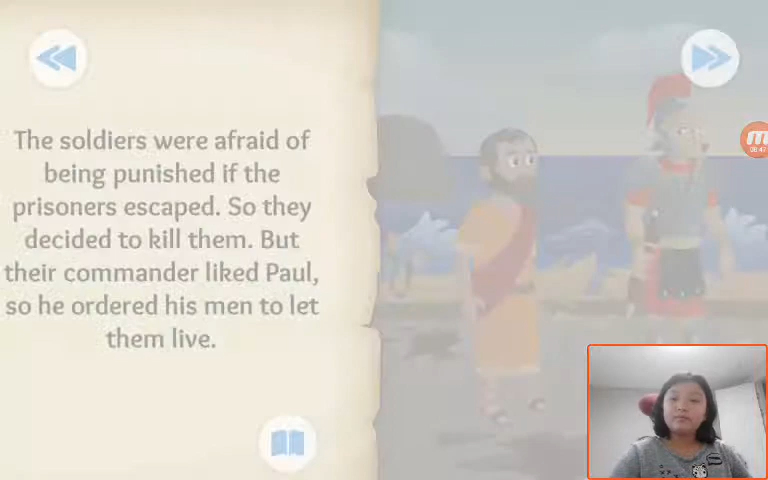 The soldiers were afraid of
being punished if the
prisoners escaped. So they
decided to kill them. But
their commander liked Paul,
so he ordered his men to let
them live.